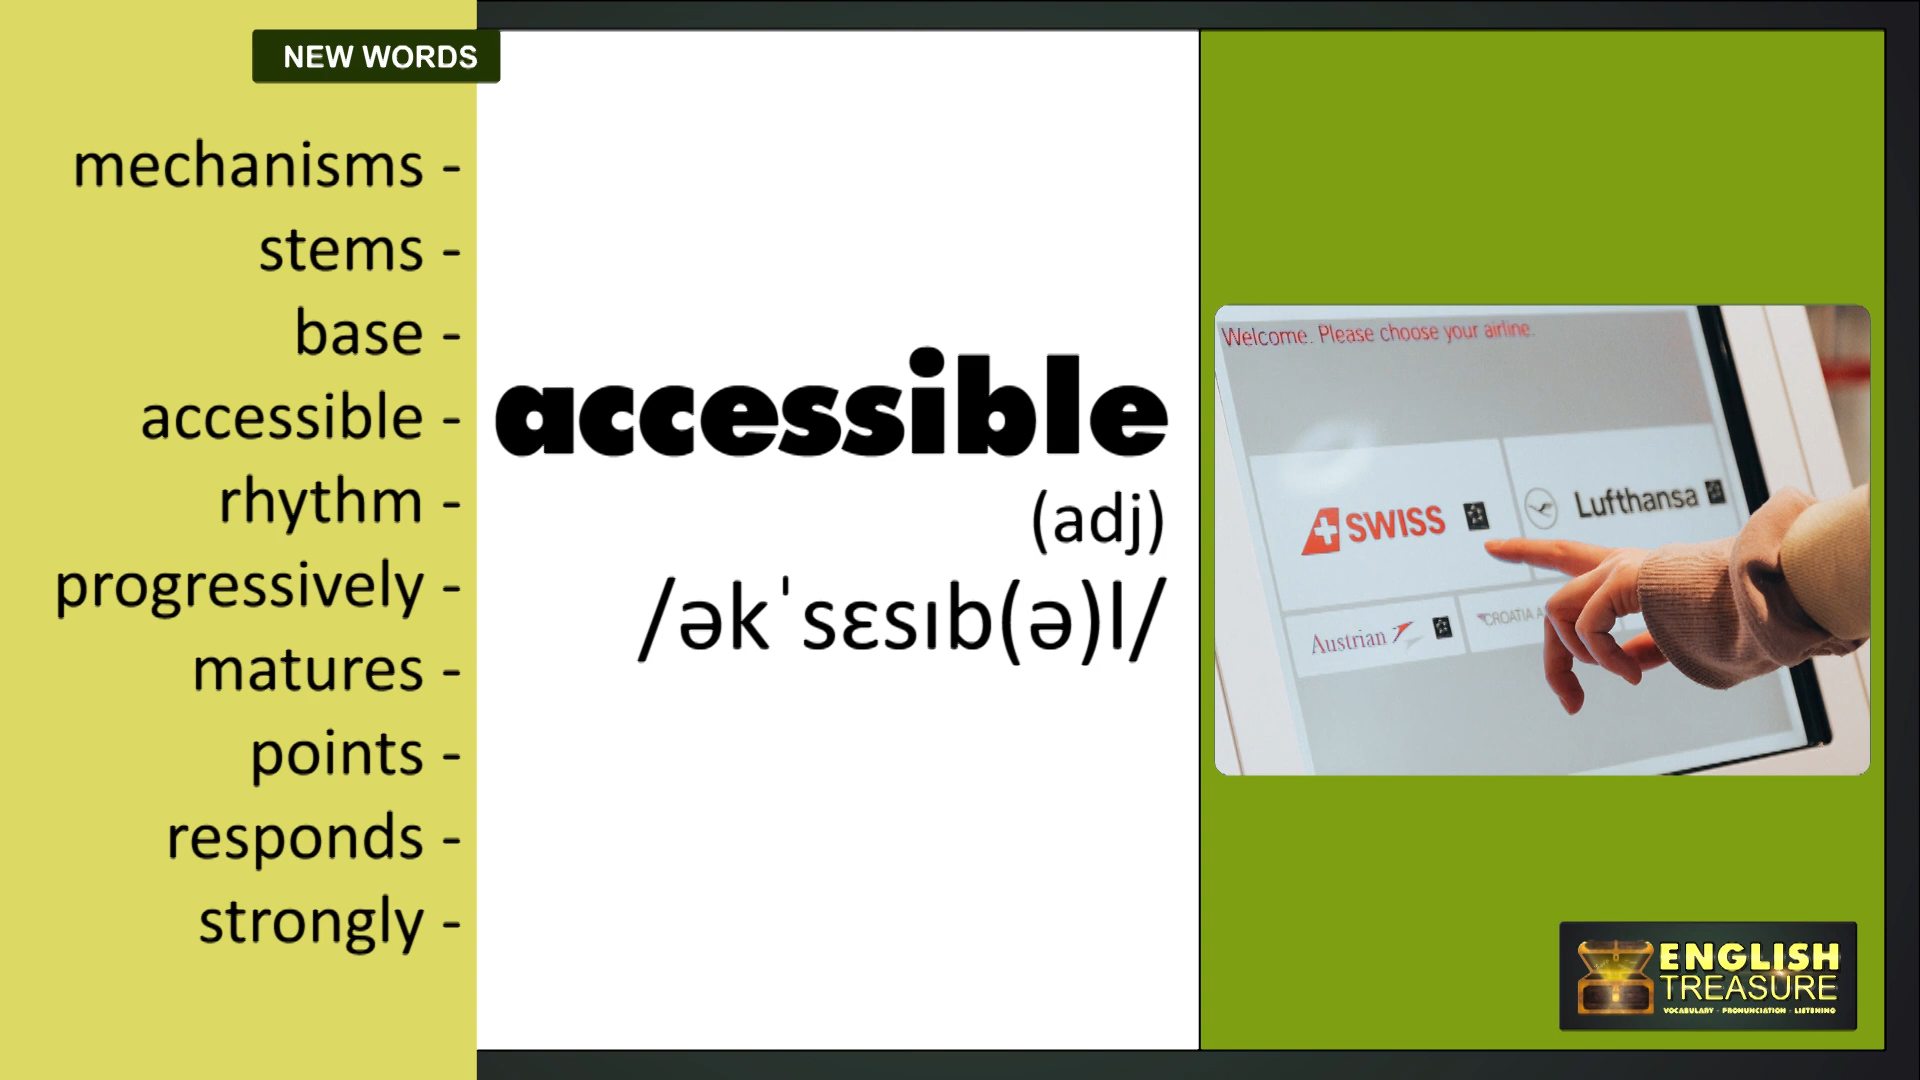 NEW WORDS
mechanisms -
stems -
base -
accessible -
rhythm -
progressively -
matures -
points -
responds -
strongly -
accessible
(adj)
/əkˈsɛsɪb(ə)l/
Welcome. Please choose your airline.
SWISS
Lufthansa
Austrian
CROATIA
ENGLISH
TREASURE
VOCABULARY - PRONUNCIATION - LISTENING